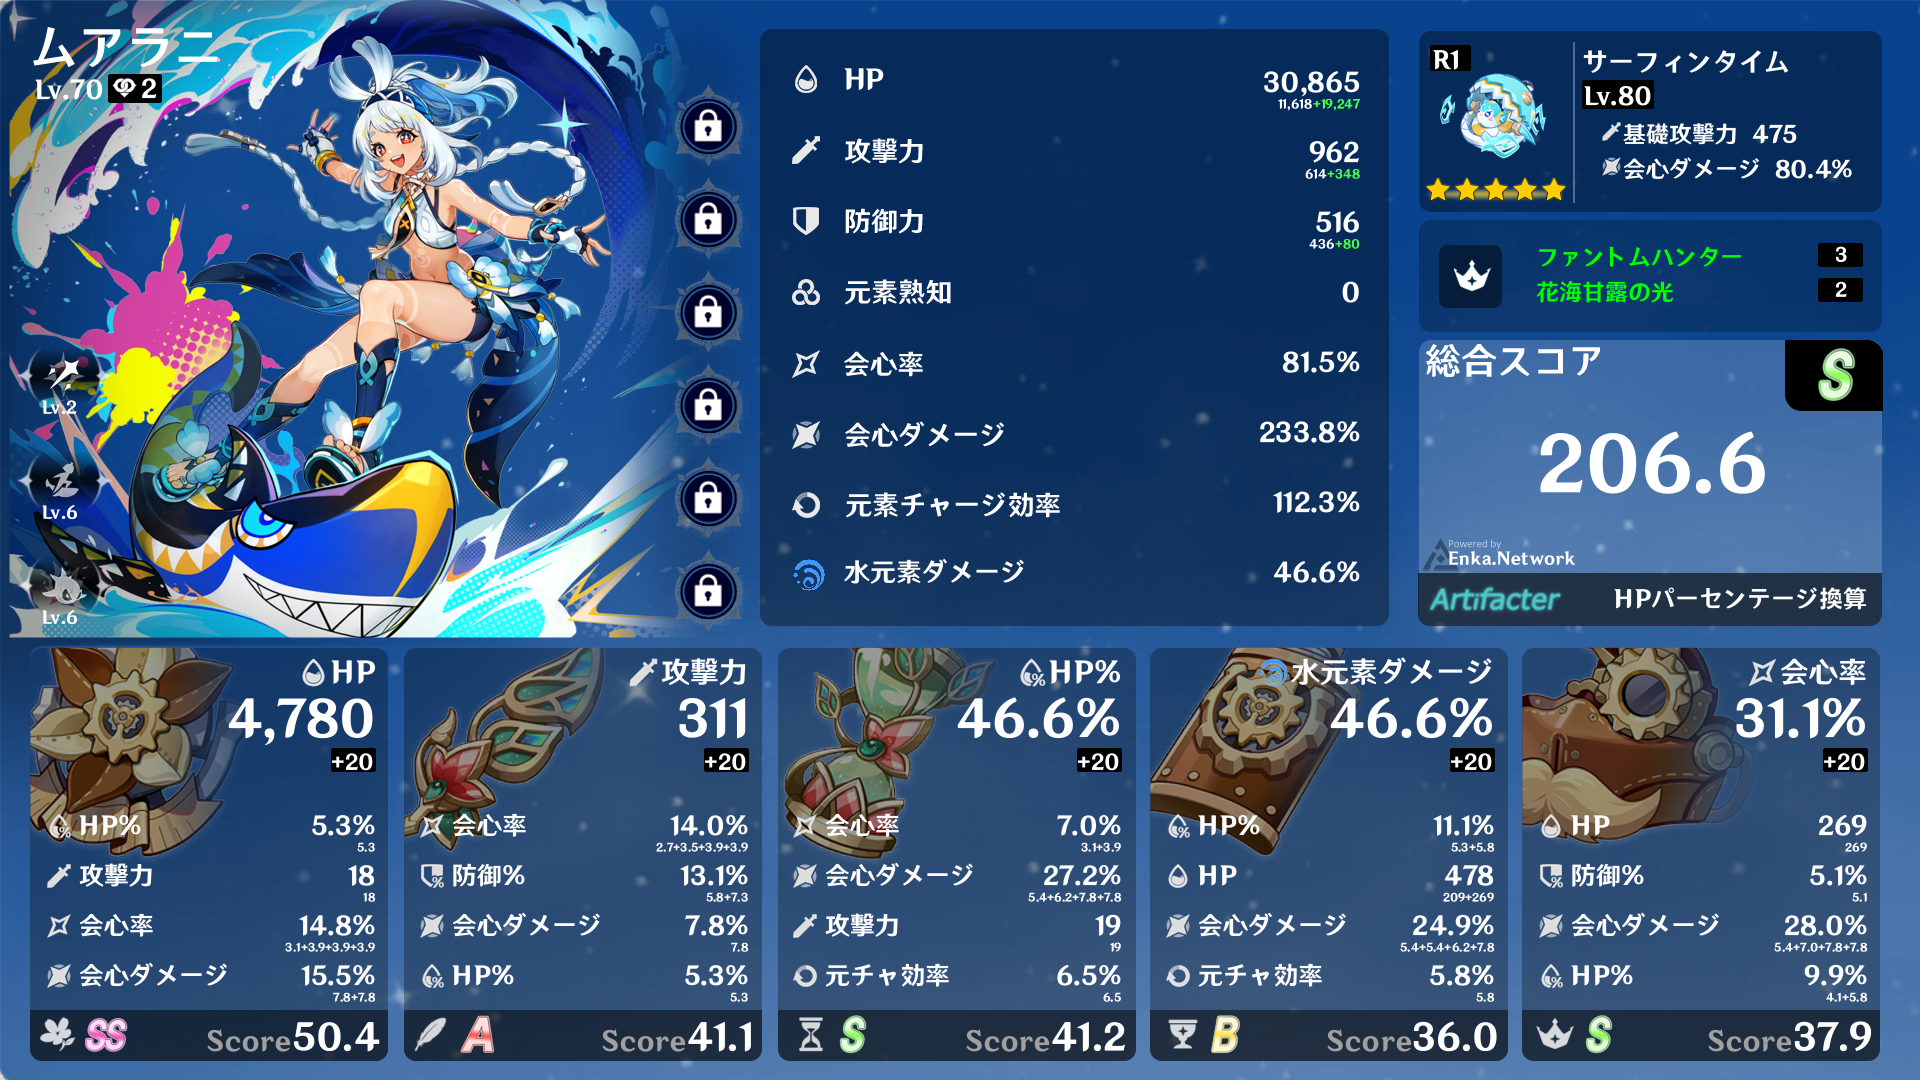 ムアラニ
Lv.70 2
Lv.2
Lv.6
Lv.6
HP 30,865
11,618+19,247
攻撃力 962
614+348
防御力 516
436+80
元素熟知 0
会心率 81.5%
会心ダメージ 233.8%
元素チャージ効率 112.3%
水元素ダメージ 46.6%
R1 サーフィンタイム
Lv.80
基礎攻撃力 475
会心ダメージ 80.4%
ファントムハンター 3
花海甘露の光 2
総合スコア S
206.6
Powered by
Enka.Network
Artifacter HPパーセンテージ換算
HP
4,780
+20
HP% 5.3%
5.3
攻撃力 18
18
会心率 14.8%
3.1+3.9+3.9+3.9
会心ダメージ 15.5%
7.8+7.8
SS Score50.4
攻撃力
311
+20
会心率 14.0%
2.7+3.5+3.9+3.9
防御% 13.1%
5.8+7.3
会心ダメージ 7.8%
7.8
HP% 5.3%
5.3
A Score41.1
HP%
46.6%
+20
会心率 7.0%
3.1+3.9
会心ダメージ 27.2%
5.4+6.2+7.8+7.8
攻撃力 19
19
元チャ効率 6.5%
6.5
S Score41.2
水元素ダメージ
46.6%
+20
HP% 11.1%
5.3+5.8
HP 478
209+269
会心ダメージ 24.9%
5.4+5.4+6.2+7.8
元チャ効率 5.8%
5.8
B Score36.0
会心率
31.1%
+20
HP 269
269
防御% 5.1%
5.1
会心ダメージ 28.0%
5.4+7.0+7.8+7.8
HP% 9.9%
4.1+5.8
S Score37.9